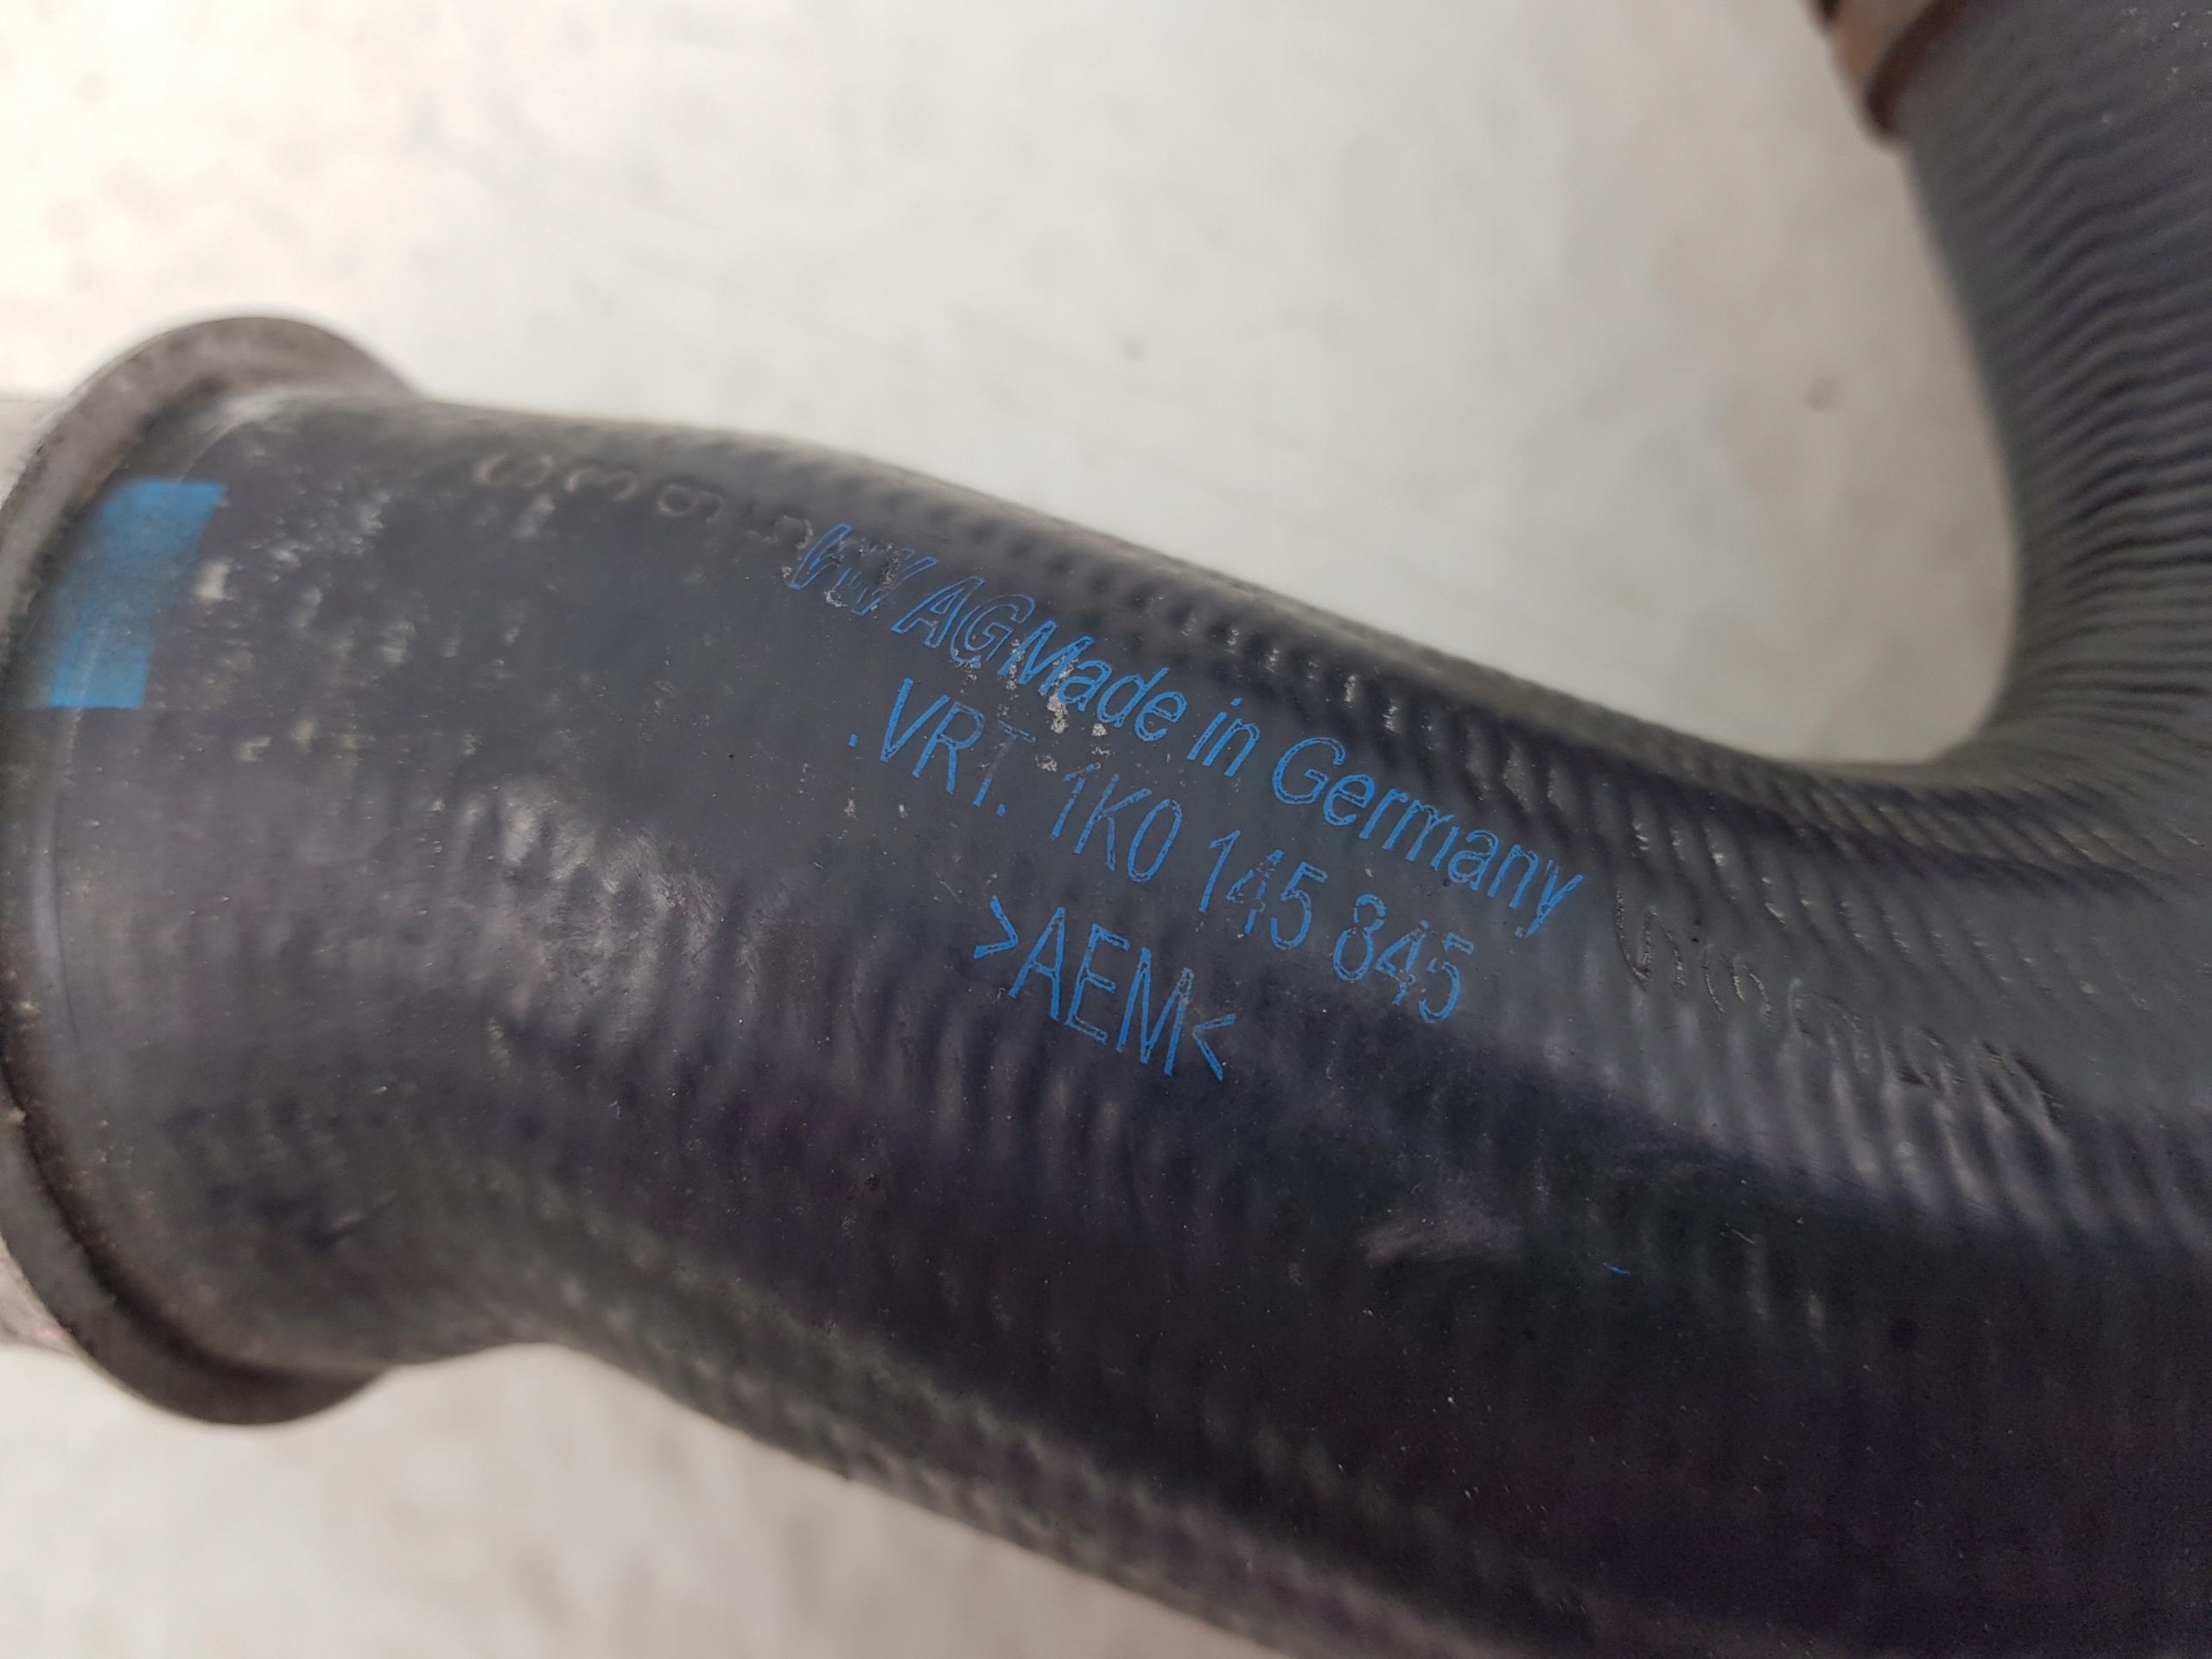 VW AG Made in Germany
.VRT. 1K0 145 845
>AEM<